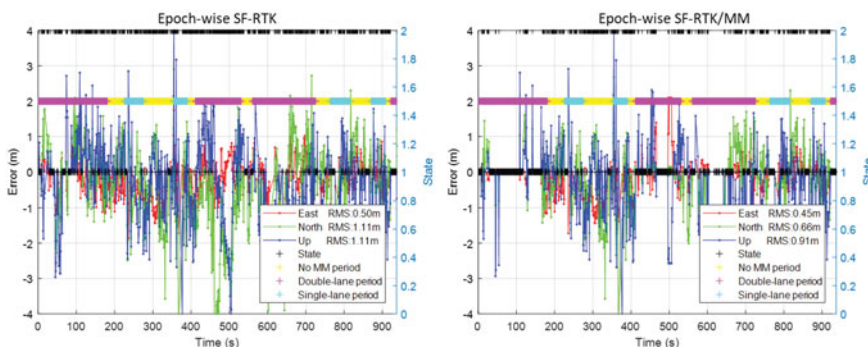 Epoch-wise SF-RTK
4
3
2
1
0
-1
-2
-3
-4
Error (m)
2
1.8
1.6
1.4
1.2
1
0.8
0.6
0.4
0.2
0
State
East RMS 0.50m
North RMS 1.11m
Up RMS 1.11m
State
No MM period
Double-lane period
Single-lane period
0 100 200 300 400 500 600 700 800 900
Time (s)
Epoch-wise SF-RTK/MM
4
3
2
1
0
-1
-2
-3
-4
Error (m)
2
1.8
1.6
1.4
1.2
1
0.8
0.6
0.4
0.2
0
State
East RMS 0.45m
North RMS 0.66m
Up RMS 0.91m
State
No MM period
Double-lane period
Single-lane period
0 100 200 300 400 500 600 700 800 900
Time (s)